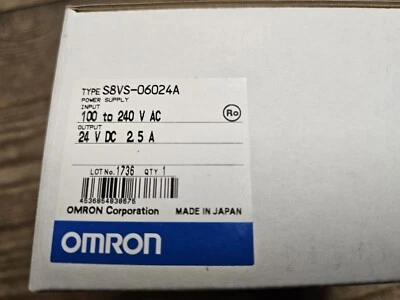 TYPE S8VS-06024A
POWER SUPPLY
INPUT
100 to 240 V AC
OUTPUT
24 V DC 2.5 A
Ro
LOT No. 1736 QTY 1
4536854838675
OMRON Corporation MADE IN JAPAN
OMRON